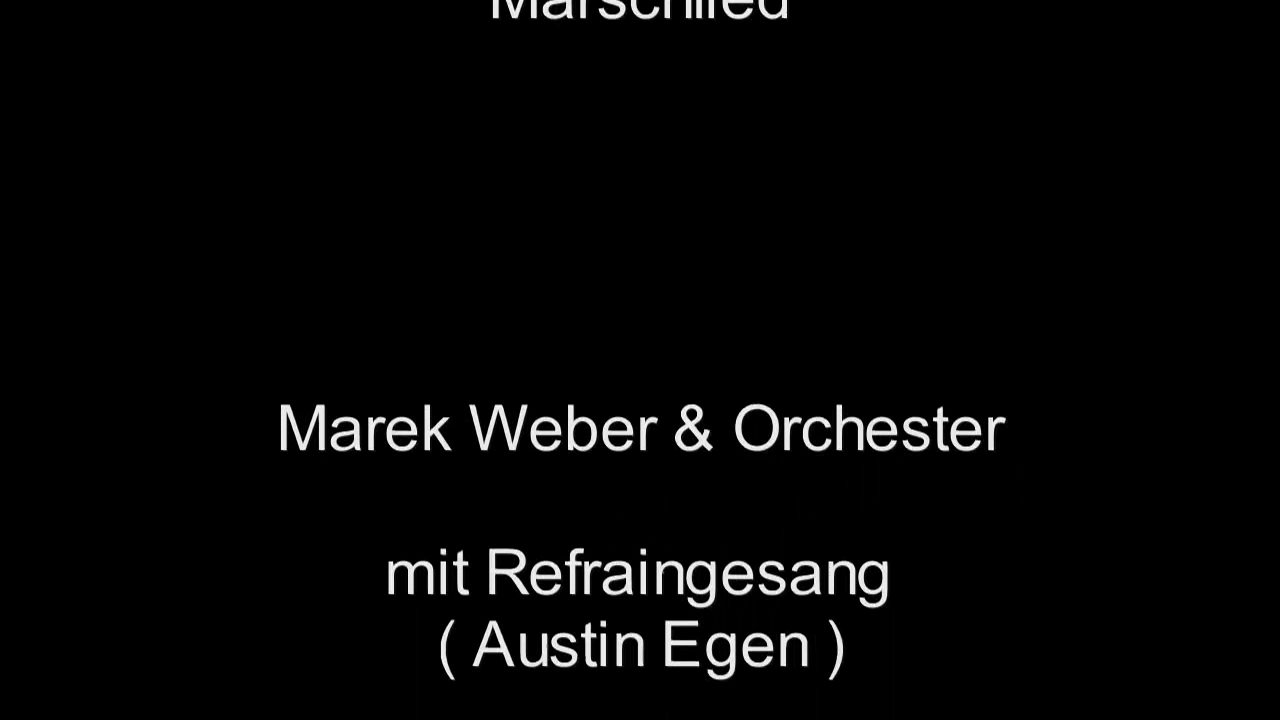 Marschlied
Marek Weber & Orchester
mit Refraingesang
( Austin Egen )